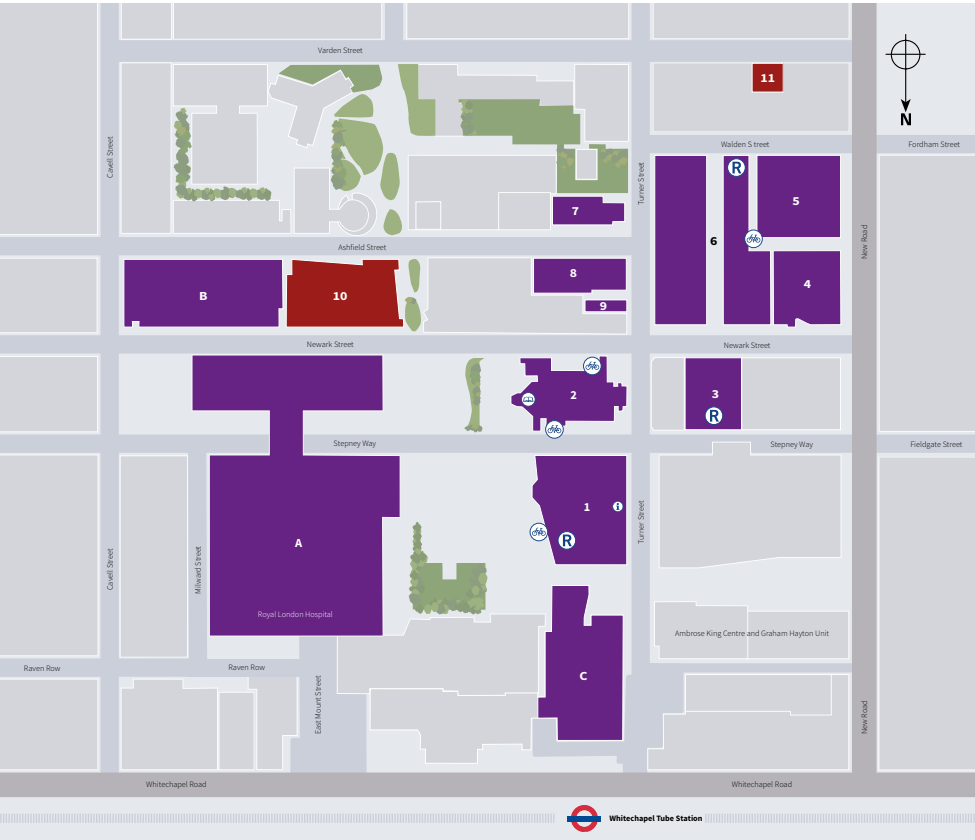 Varden Street
11
N
Cavell Street
Turner Street
Walden S treet
Fordham Street
R
7
6
5
New Road
Ashfield Street
B
10
8
9
4
Newark Street
Newark Street
2
3
R
Stepney Way
Stepney Way
Fieldgate Street
A
1
i
R
Cavell Street
Milward Street
Turner Street
Royal London Hospital
Ambrose King Centre and Graham Hayton Unit
Raven Row
Raven Row
East Mount Street
C
New Road
Whitechapel Road
Whitechapel Road
Whitechapel Tube Station